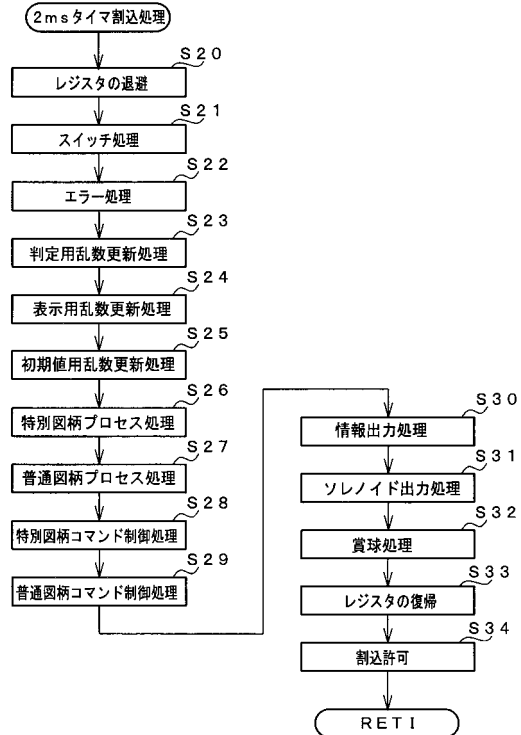 2msタイマ割込処理
S20
レジスタの退避
S21
スイッチ処理
S22
エラー処理
S23
判定用乱数更新処理
S24
表示用乱数更新処理
S25
初期値用乱数更新処理
S26
特別図柄プロセス処理
S27
普通図柄プロセス処理
S28
特別図柄コマンド制御処理
S29
普通図柄コマンド制御処理
S30
情報出力処理
S31
ソレノイド出力処理
S32
賞球処理
S33
レジスタの復帰
S34
割込許可
RETI